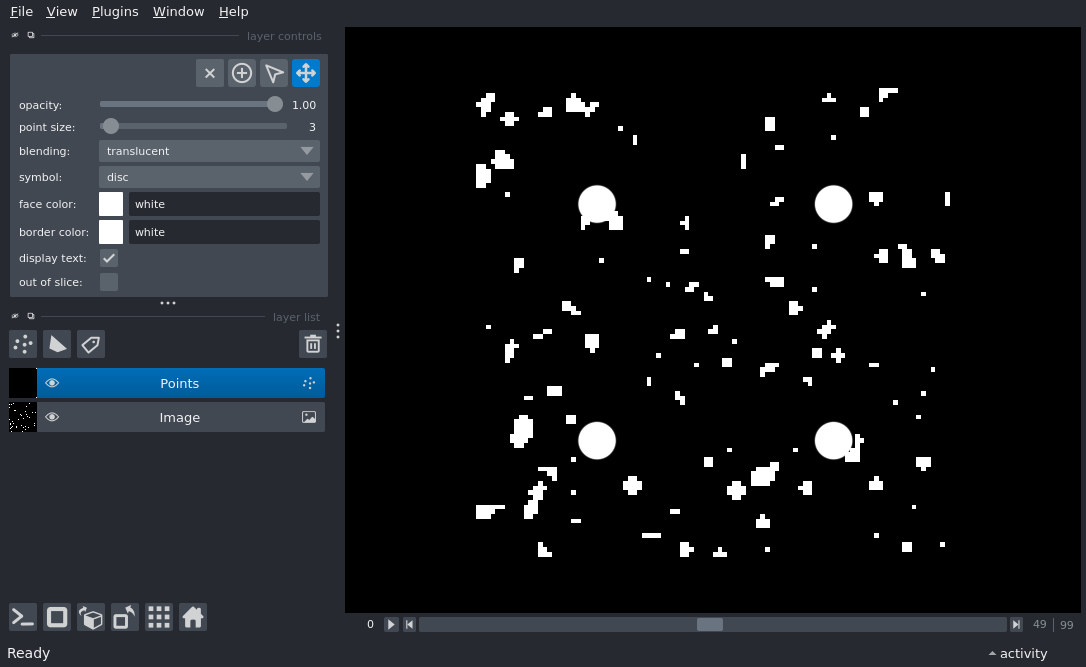 File View Plugins Window Help
layer controls
opacity: 1.00
point size: 3
blending: translucent
symbol: disc
face color: white
border color: white
display text:
out of slice:
layer list
Points
Image
0 49 | 99
Ready activity